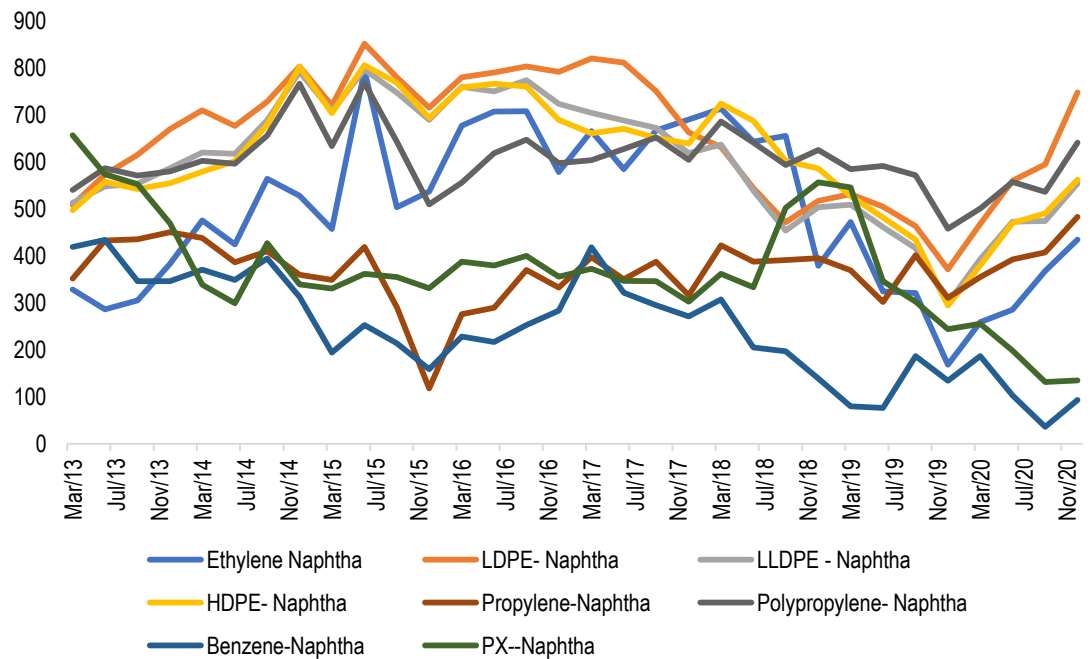 900
800
700
600
500
400
300
200
100
0
Mar/13
Jul/13
Nov/13
Mar/14
Jul/14
Nov/14
Mar/15
Jul/15
Nov/15
Mar/16
Jul/16
Nov/16
Mar/17
Jul/17
Nov/17
Mar/18
Jul/18
Nov/18
Mar/19
Jul/19
Nov/19
Mar/20
Jul/20
Nov/20
Ethylene Naphtha LDPE- Naphtha LLDPE - Naphtha
HDPE- Naphtha Propylene-Naphtha Polypropylene- Naphtha
Benzene-Naphtha PX--Naphtha